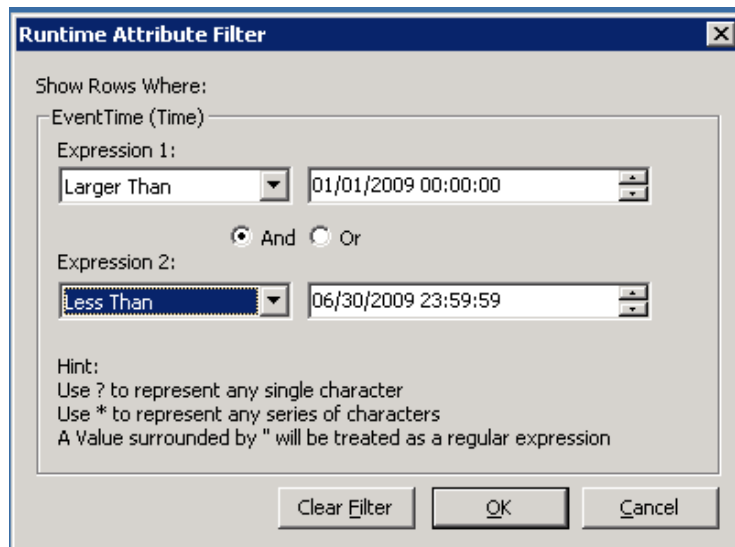 Runtime Attribute Filter
Show Rows Where:
EventTime (Time)
Expression 1:
Larger Than 01/01/2009 00:00:00
And Or
Expression 2:
Less Than 06/30/2009 23:59:59
Hint:
Use ? to represent any single character
Use * to represent any series of characters
A Value surrounded by " will be treated as a regular expression
Clear Filter OK Cancel